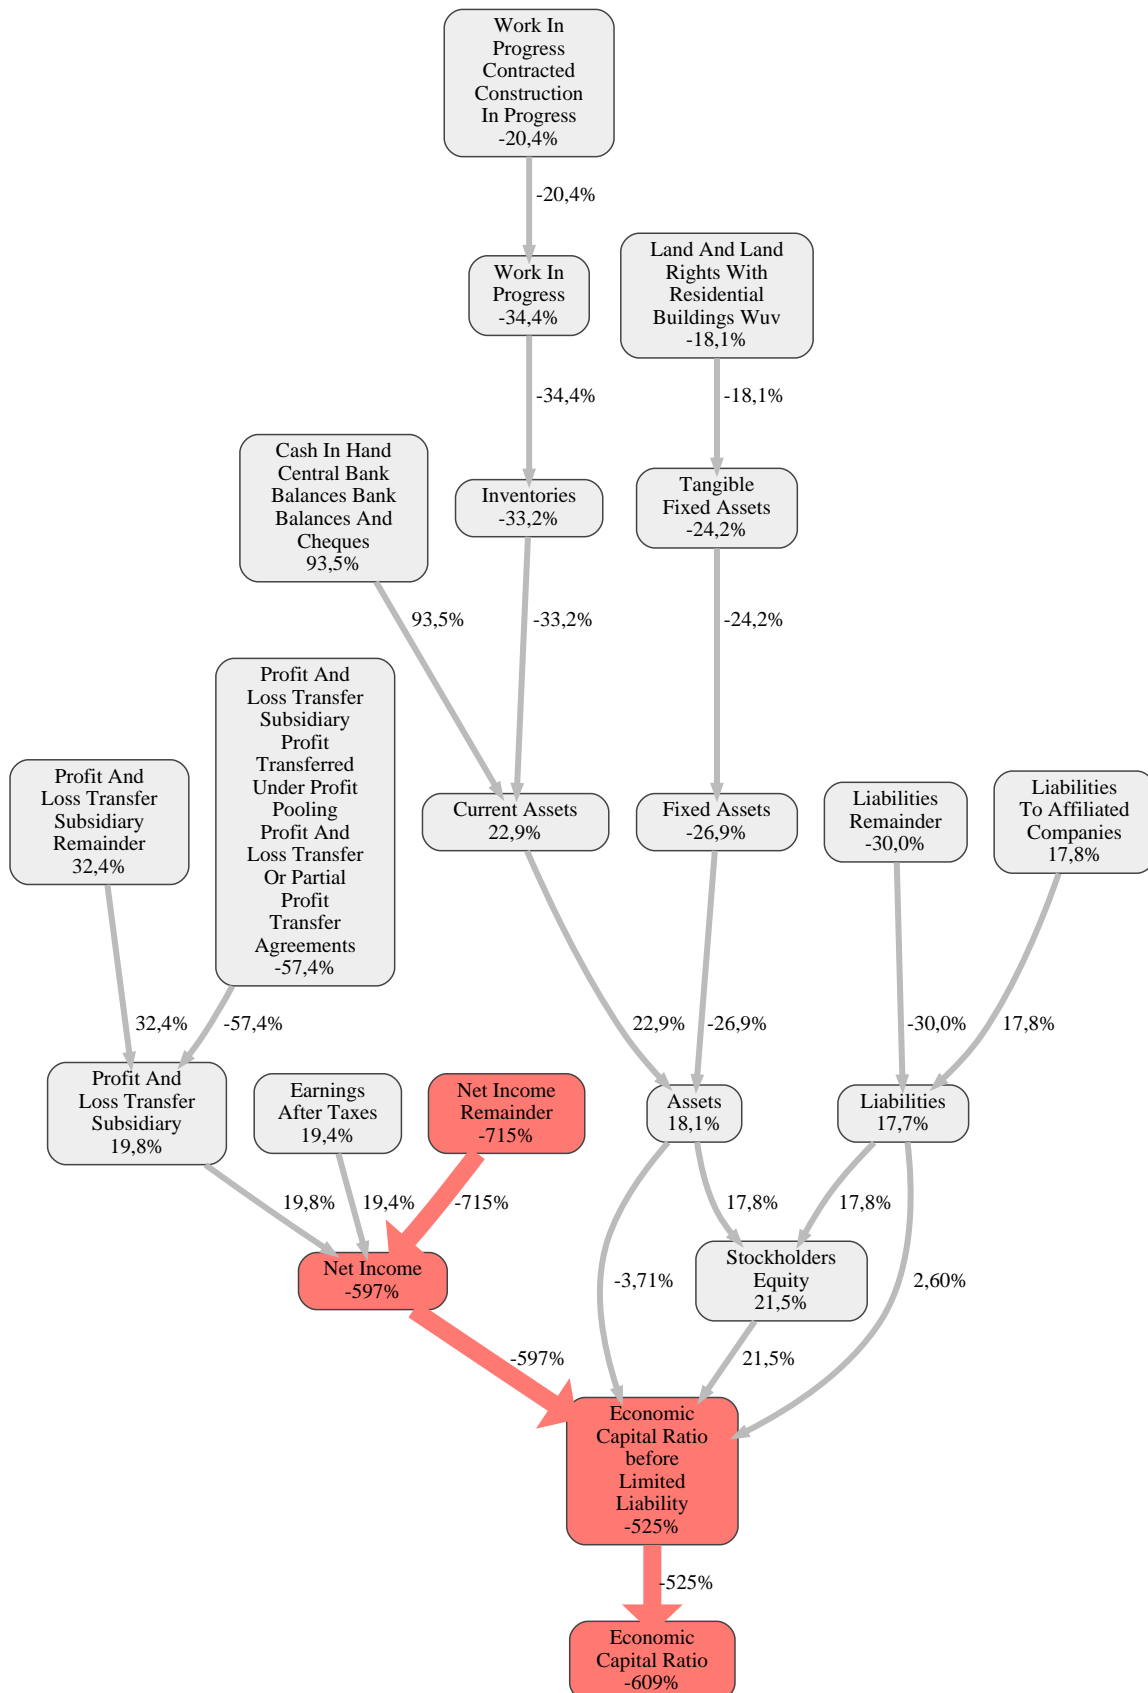 Work In
Progress
Contracted
Construction
In Progress
-20,4%
-20,4%
Work In
Progress
-34,4%
Land And Land
Rights With
Residential
Buildings Wuv
-18,1%
-34,4%
-18,1%
Cash In Hand
Central Bank
Balances Bank
Balances And
Cheques
93,5%
Inventories
-33,2%
Tangible
Fixed Assets
-24,2%
93,5%
-33,2%
-24,2%
Profit And
Loss Transfer
Subsidiary
Remainder
32,4%
Profit And
Loss Transfer
Subsidiary
Profit
Transferred
Under Profit
Pooling
Profit And
Loss Transfer
Or Partial
Profit
Transfer
Agreements
-57,4%
Current Assets
22,9%
Fixed Assets
-26,9%
Liabilities
Remainder
-30,0%
Liabilities
To Affiliated
Companies
17,8%
32,4%
-57,4%
22,9%
-26,9%
-30,0%
17,8%
Profit And
Loss Transfer
Subsidiary
19,8%
Earnings
After Taxes
19,4%
Net Income
Remainder
-715%
Assets
18,1%
Liabilities
17,7%
19,8%
19,4%
-715%
17,8%
17,8%
Net Income
-597%
-3,71%
Stockholders
Equity
21,5%
2,60%
-597%
21,5%
Economic
Capital Ratio
before
Limited
Liability
-525%
-525%
Economic
Capital Ratio
-609%